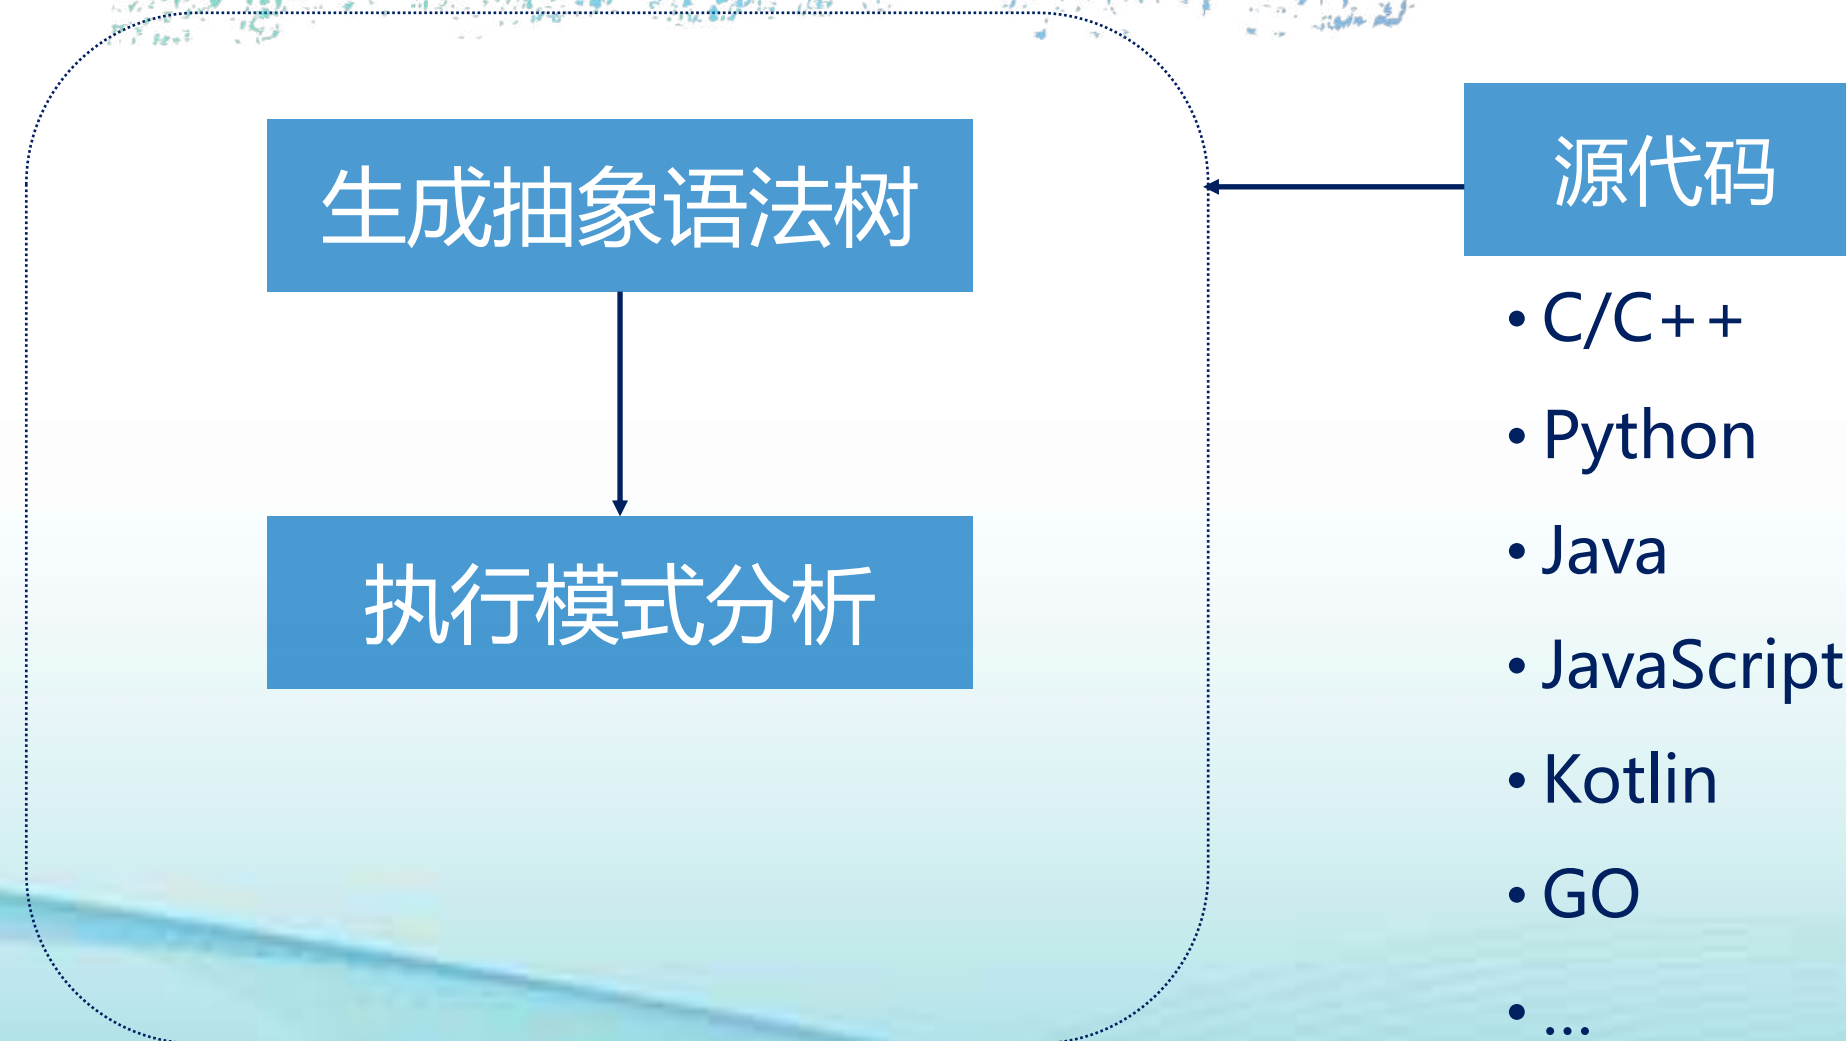 生成抽象语法树
执行模式分析
源代码
• C/C++
• Python
• Java
• JavaScript
• Kotlin
• GO
• ...